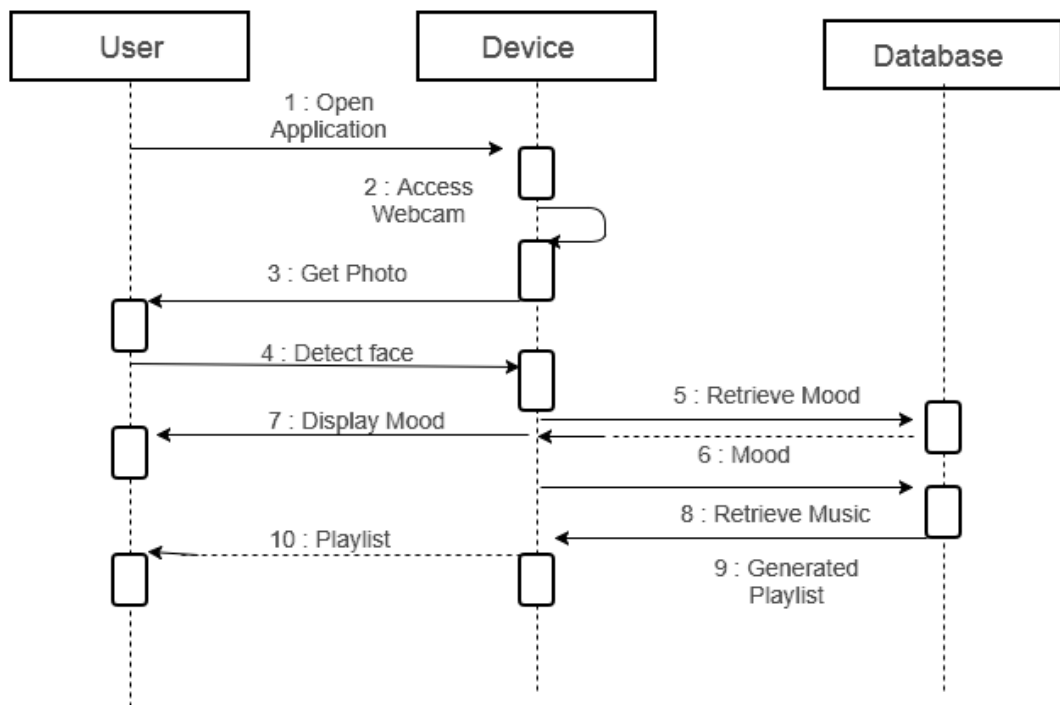 User
Device
Database
1 : Open
Application
2 : Access
Webcam
3 : Get Photo
4 : Detect face
5 : Retrieve Mood
7 : Display Mood
6 : Mood
8 : Retrieve Music
10 : Playlist
9 : Generated
Playlist